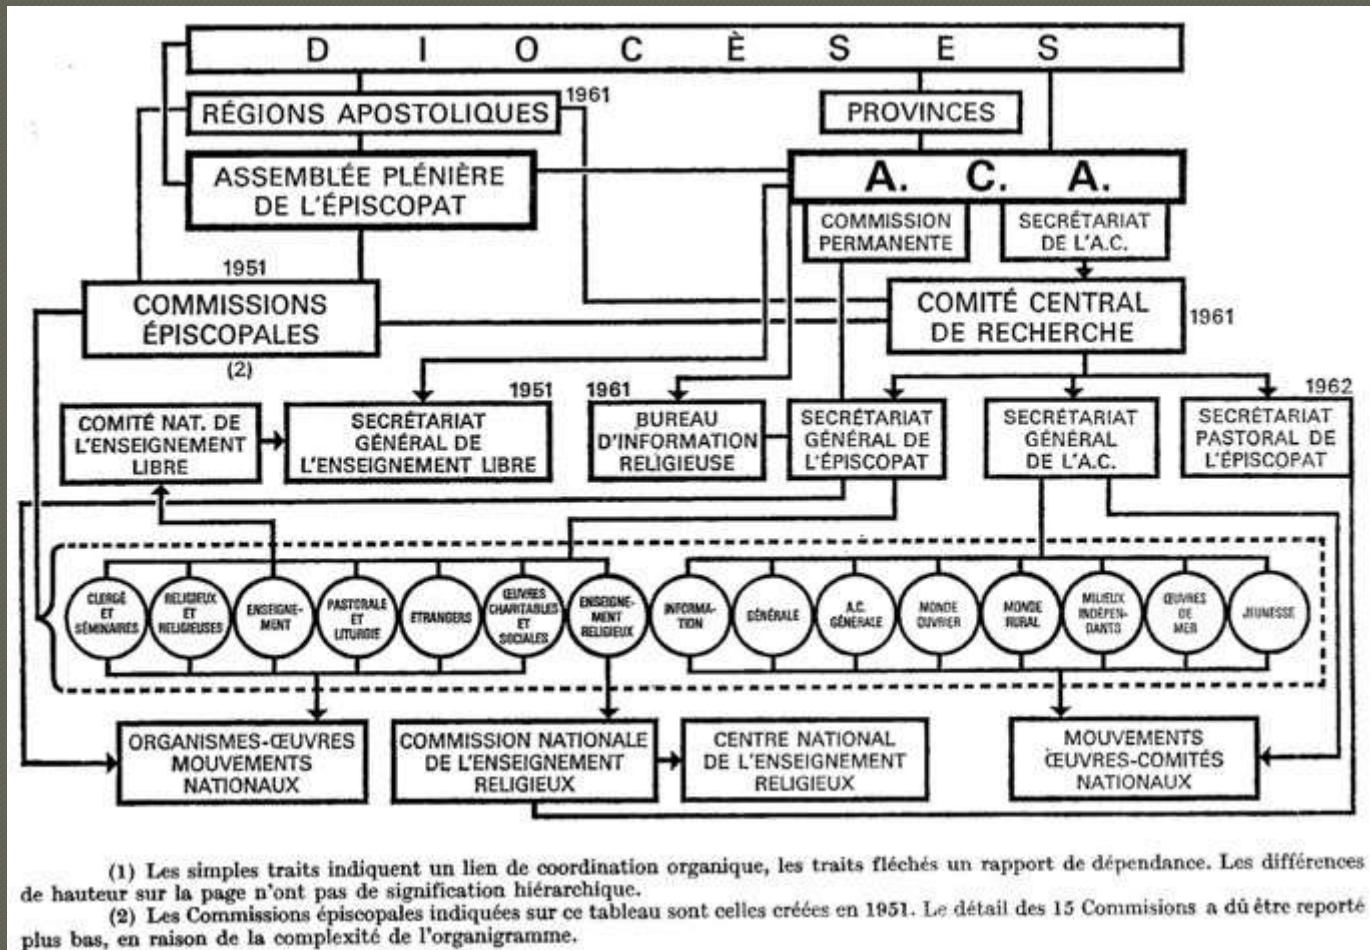 D I O C È S E S
RÉGIONS APOSTOLIQUES
1961
PROVINCES
ASSEMBLÉE PLÉNIÈRE
DE L'ÉPISCOPAT
A. C. A.
COMMISSION
PERMANENTE
SECRÉTARIAT
DE L'A.C.
1951
COMMISSIONS
ÉPISCOPALES
(2)
COMITÉ CENTRAL
DE RECHERCHE
1961
COMITÉ NAT. DE
L'ENSEIGNEMENT
LIBRE
1951
SECRÉTARIAT
GÉNÉRAL DE
L'ENSEIGNEMENT LIBRE
1961
BUREAU
D'INFORMATION
RELIGIEUSE
SECRÉTARIAT
GÉNÉRAL DE
L'ÉPISCOPAT
SECRÉTARIAT
GÉNÉRAL
DE L'A.C.
1962
SECRÉTARIAT
PASTORAL DE
L'ÉPISCOPAT
CLERGÉ
ET
SÉMINAIRES
RELIGIEUX
ET
RELIGIEUSES
ENSEIGNE-
MENT
PASTORALE
ET
LITURGIE
ÉTRANGERS
ŒUVRES
CHARITABLES
ET
SOCIALES
ENSEIGNE-
MENT
RELIGIEUX
INFORMA-
TION
GÉNÉRALE
A.C.
GÉNÉRALE
MONDE
OUVRIER
MONDE
RURAL
MILIEUX
INDÉPEN-
DANTS
ŒUVRES
DE
MER
JEUNESSE
ORGANISMES-ŒUVRES
MOUVEMENTS
NATIONAUX
COMMISSION NATIONALE
DE L'ENSEIGNEMENT
RELIGIEUX
CENTRE NATIONAL
DE L'ENSEIGNEMENT
RELIGIEUX
MOUVEMENTS
ŒUVRES-COMITÉS
NATIONAUX
(1) Les simples traits indiquent un lien de coordination organique, les traits fléchés un rapport de dépendance. Les différences
de hauteur sur la page n'ont pas de signification hiérarchique.
(2) Les Commissions épiscopales indiquées sur ce tableau sont celles créées en 1951. Le détail des 15 Commisions a dû être reporté
plus bas, en raison de la complexité de l'organigramme.